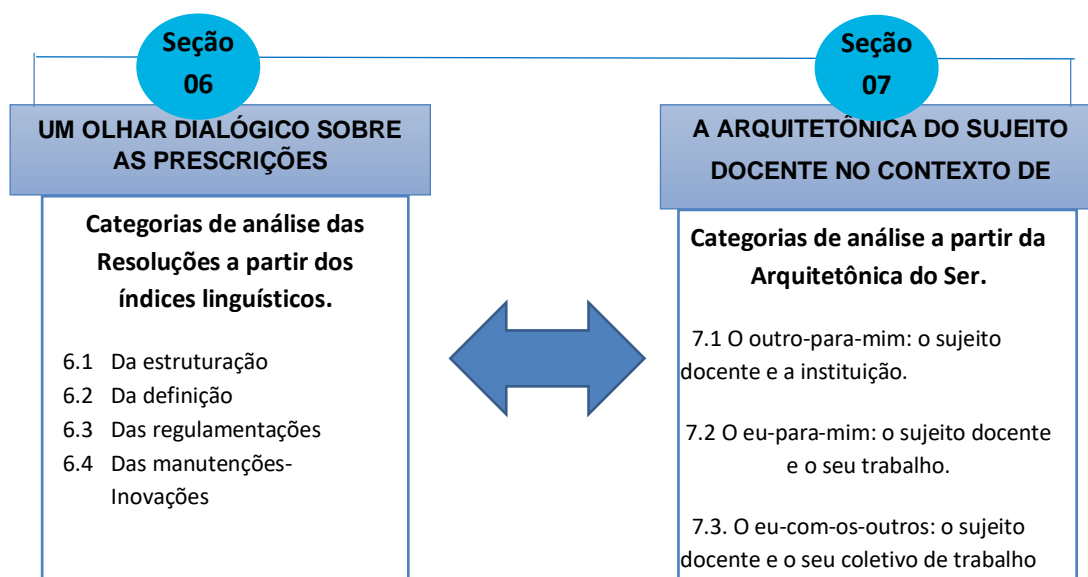 Seção
06
UM OLHAR DIALÓGICO SOBRE
AS PRESCRIÇÕES
Categorias de análise das
Resoluções a partir dos
índices linguísticos.
6.1 Da estruturação
6.2 Da definição
6.3 Das regulamentações
6.4 Das manutenções-
Inovações
Seção
07
A ARQUITETÔNICA DO SUJEITO
DOCENTE NO CONTEXTO DE
Categorias de análise a partir da
Arquitetônica do Ser.
7.1 O outro-para-mim: o sujeito
docente e a instituição.
7.2 O eu-para-mim: o sujeito docente
e o seu trabalho.
7.3. O eu-com-os-outros: o sujeito
docente e o seu coletivo de trabalho